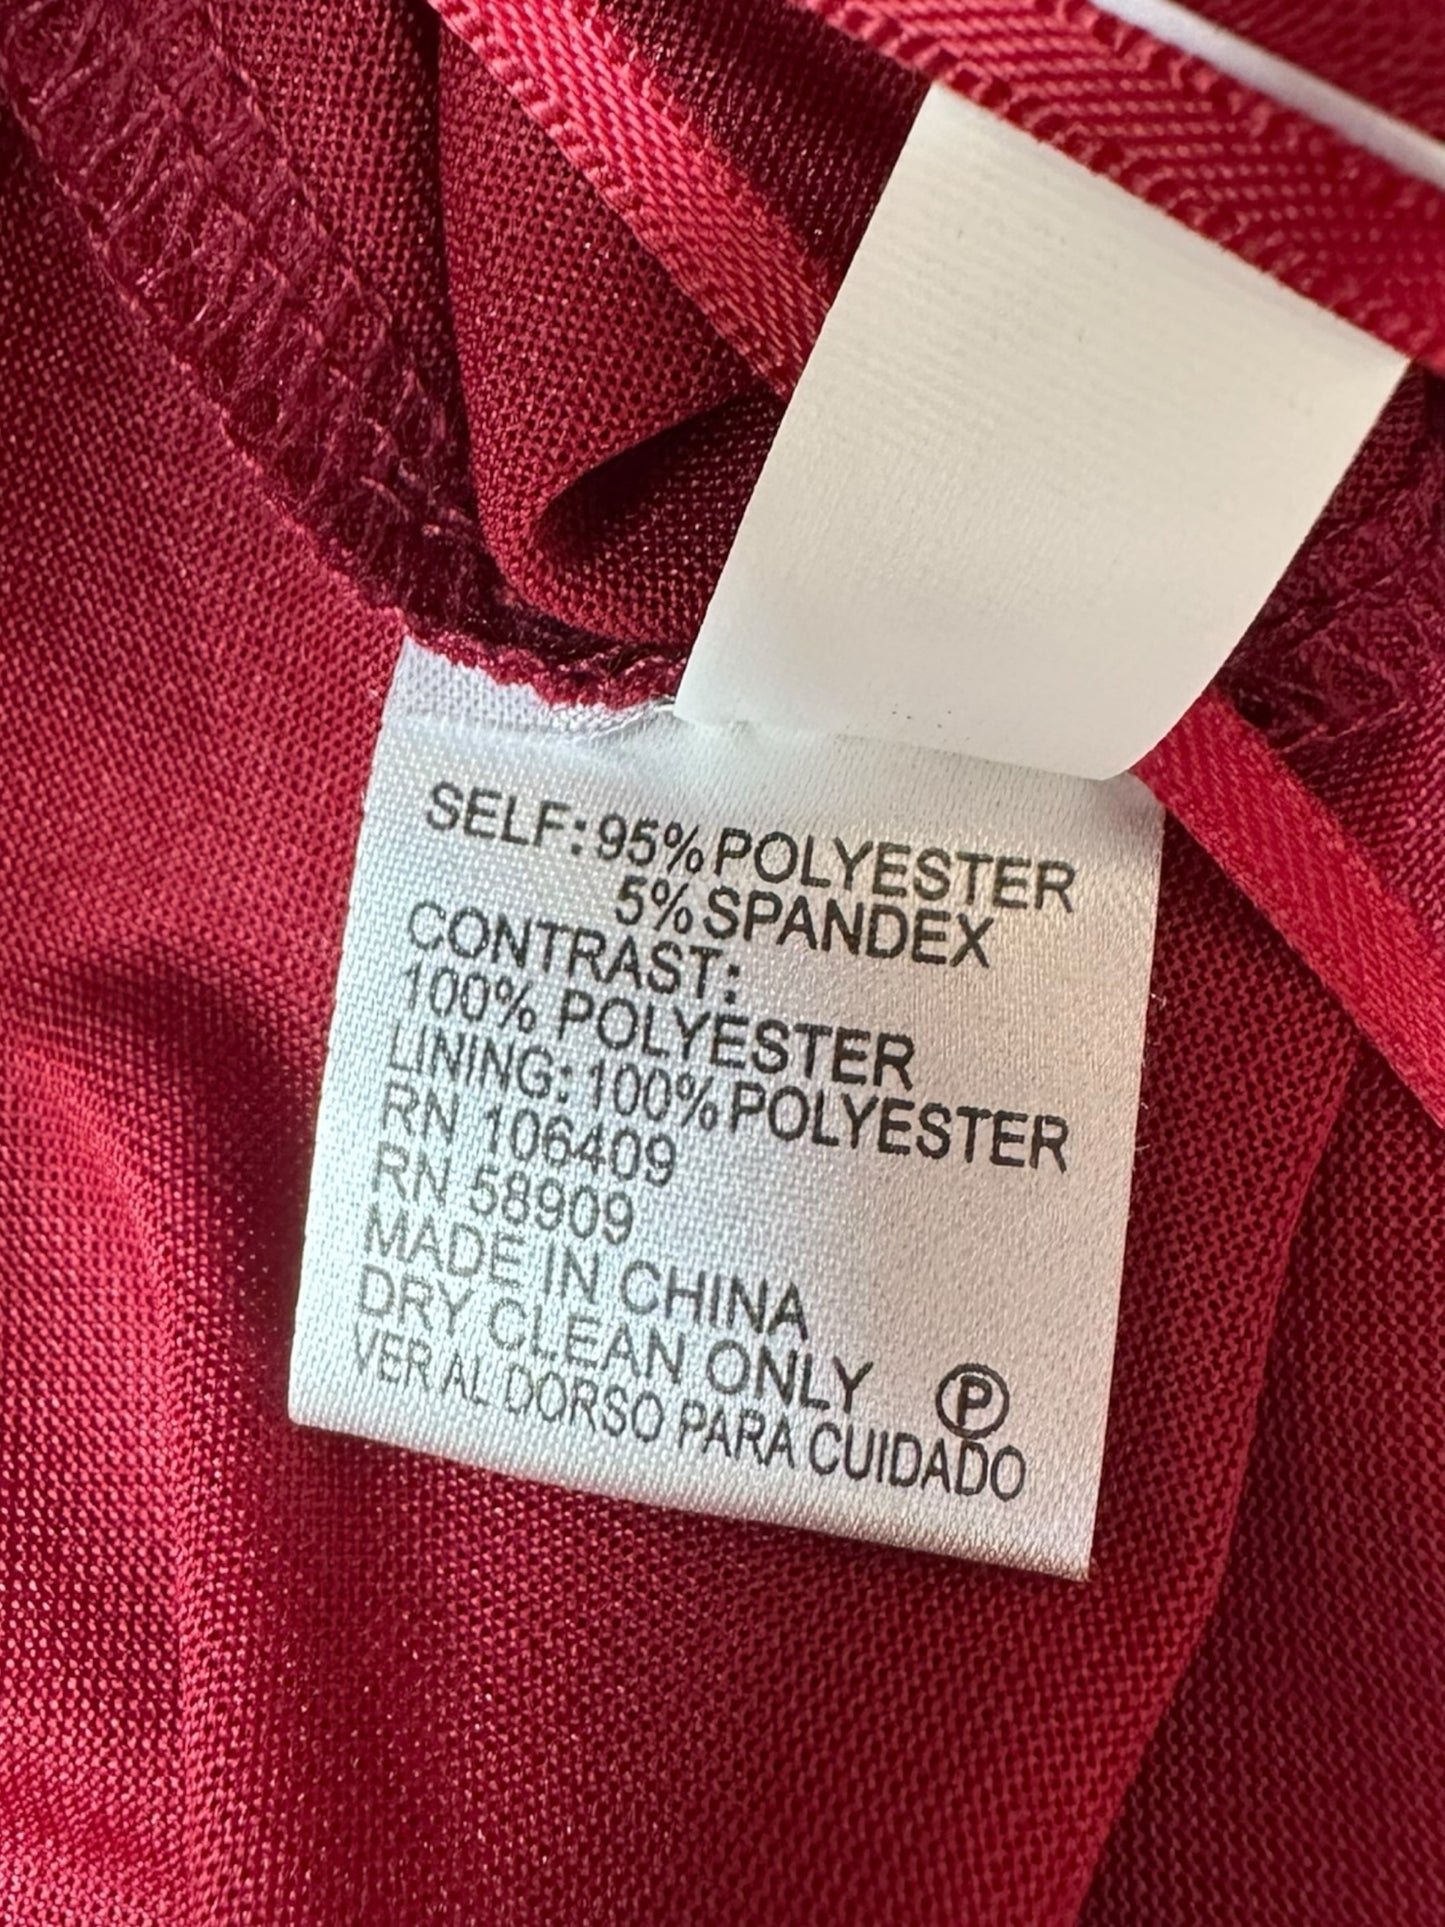 SELF: 95% POLYESTER
5% SPANDEX
CONTRAST:
100% POLYESTER
LINING: 100% POLYESTER
RN 106409
RN 58909
MADE IN CHINA
DRY CLEAN ONLY Ⓟ
VER AL DORSO PARA CUIDADO